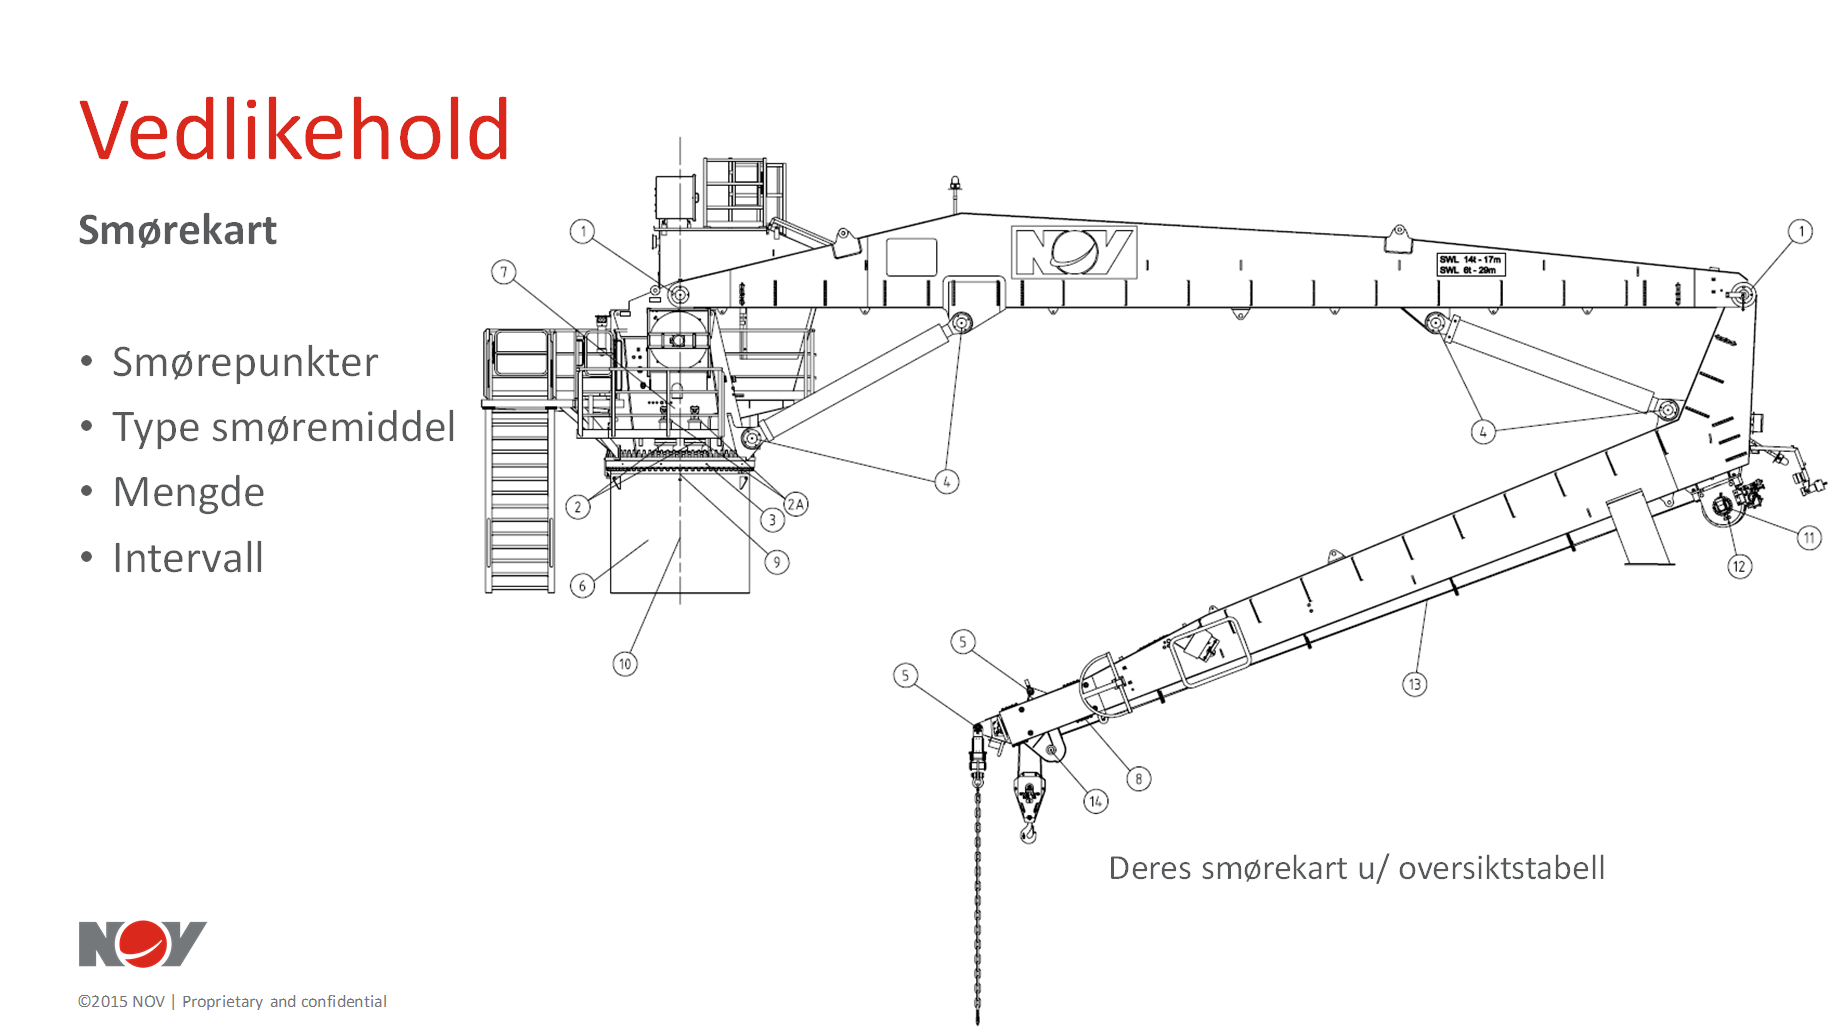 Vedlikehold
Smørekart
• Smørepunkter
• Type smøremiddel
• Mengde
• Intervall
1
7
NOV
SWL 14t - 17m
SWL 6t - 29m
1
4
4
2
2A
3
9
6
10
11
12
5
5
13
8
14
Deres smørekart u/ oversiktstabell
NOV
©2015 NOV | Proprietary and confidential